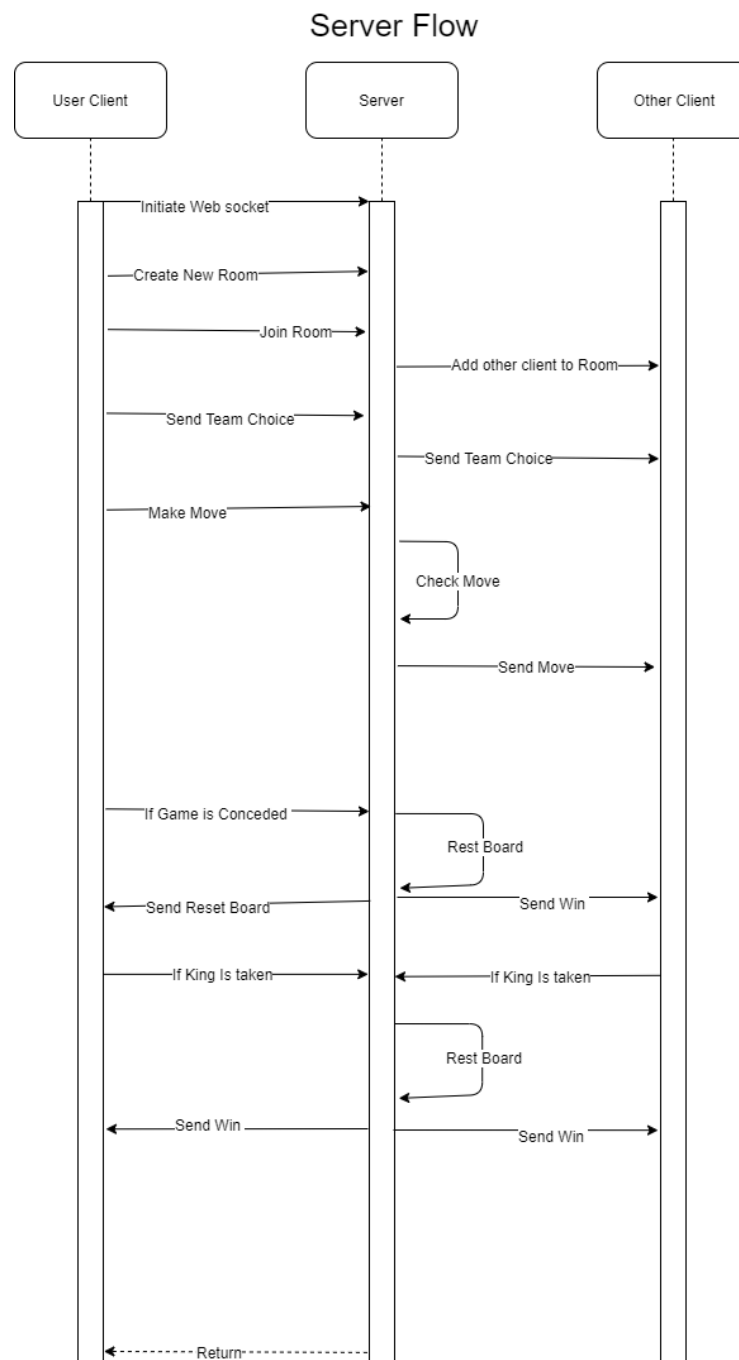 Server Flow
User Client
Server
Other Client
Initiate Web socket
Create New Room
Join Room
Add other client to Room
Send Team Choice
Send Team Choice
Make Move
Check Move
Send Move
If Game is Conceded
Rest Board
Send Reset Board
Send Win
If King Is taken
If King Is taken
Rest Board
Send Win
Send Win
Return